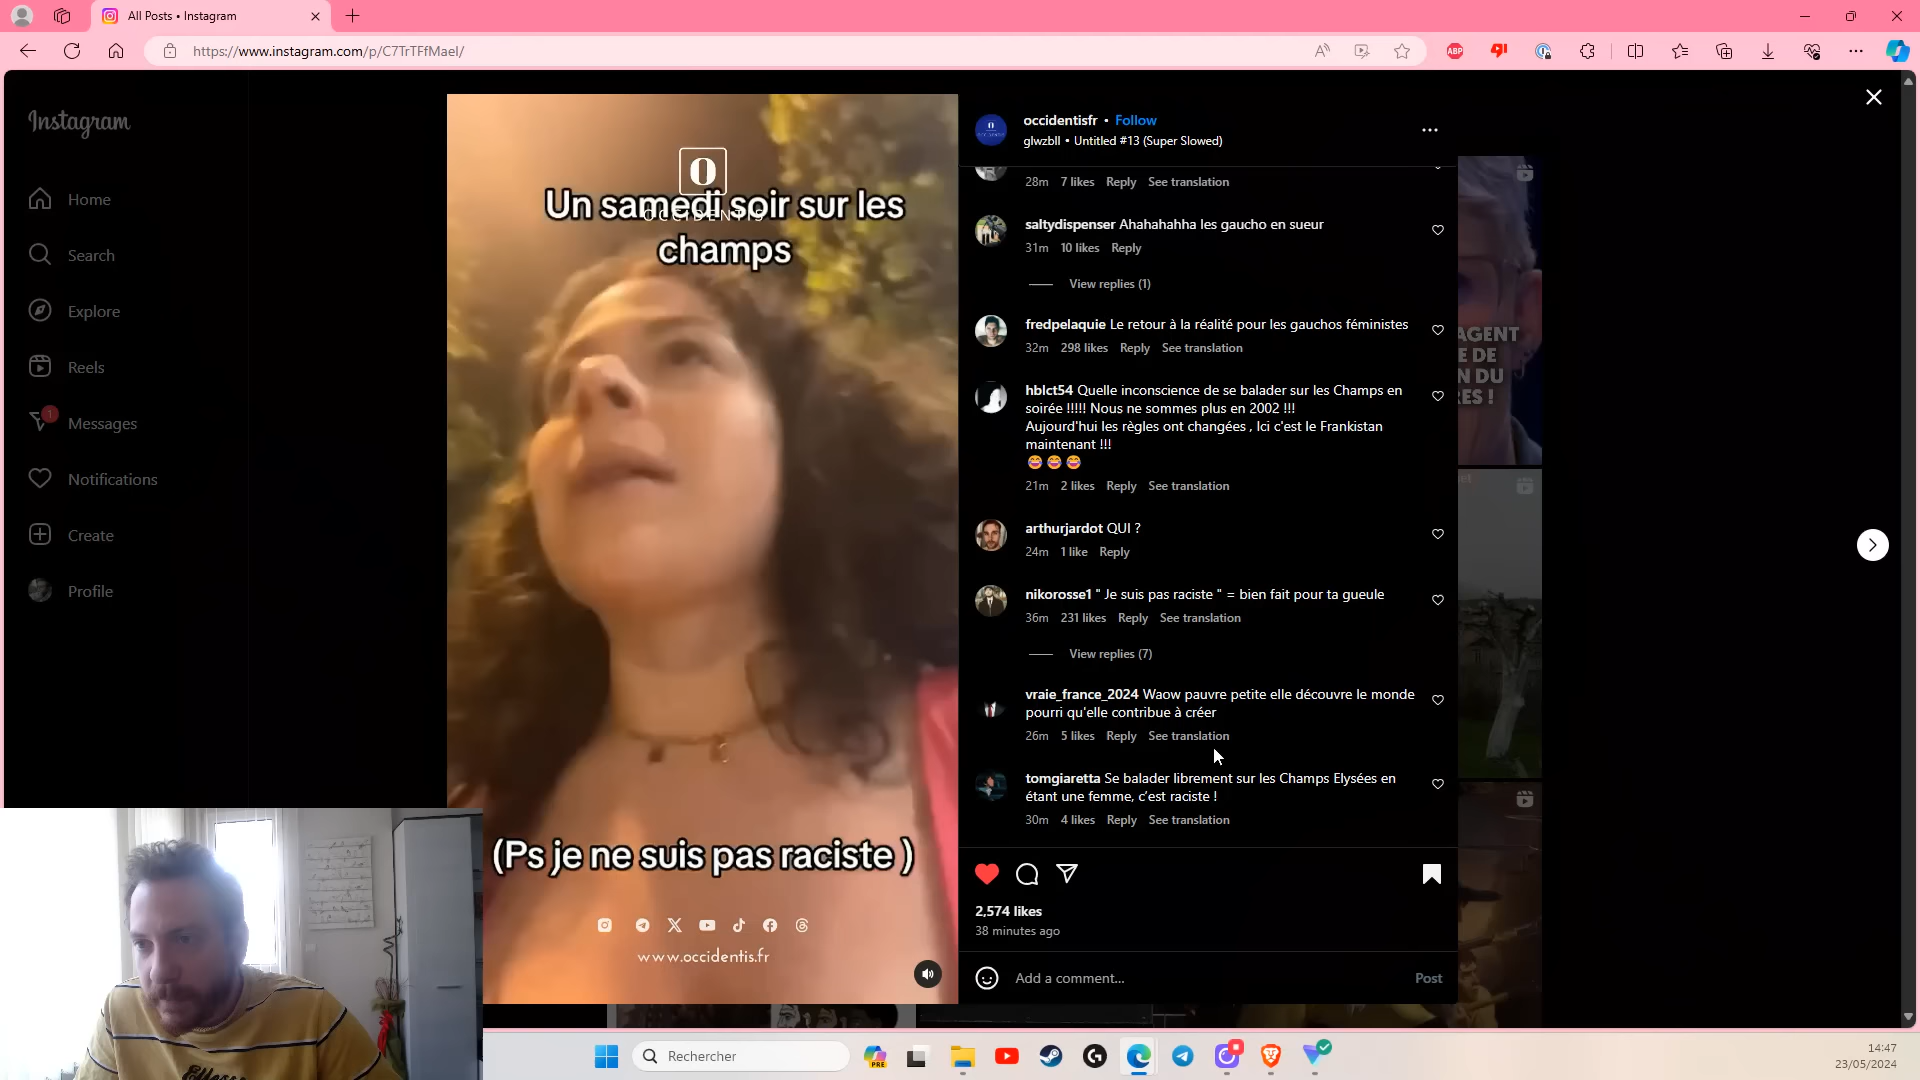 All Posts • Instagram
https://www.instagram.com/p/C7TrTFfMaeI/
ABP
Instagram
Home
Search
Explore
Reels
1
Messages
Notifications
Create
Profile
O
OCCIDENTIS
Un samedi soir sur les
champs
(Ps je ne suis pas raciste )
www.occidentis.fr
occidentisfr • Follow
glwzbll • Untitled #13 (Super Slowed)
28m 7 likes Reply See translation
saltydispenser Ahahahahha les gaucho en sueur
31m 10 likes Reply
View replies (1)
fredpelaquie Le retour à la réalité pour les gauchos féministes
32m 298 likes Reply See translation
hblct54 Quelle inconscience de se balader sur les Champs en
soirée !!!!! Nous ne sommes plus en 2002 !!!
Aujourd'hui les règles ont changées , Ici c'est le Frankistan
maintenant !!!
😂 😂 😂
21m 2 likes Reply See translation
arthurjardot QUI ?
24m 1 like Reply
nikorosse1 " Je suis pas raciste " = bien fait pour ta gueule
36m 231 likes Reply See translation
View replies (7)
vraie_france_2024 Waow pauvre petite elle découvre le monde
pourri qu'elle contribue à créer
26m 5 likes Reply See translation
tomgiaretta Se balader librement sur les Champs Elysées en
étant une femme, c'est raciste !
30m 4 likes Reply See translation
2,574 likes
38 minutes ago
Add a comment... Post
AGENT
E DE
N DU
RES !
Rechercher
PRE
14:47
23/05/2024